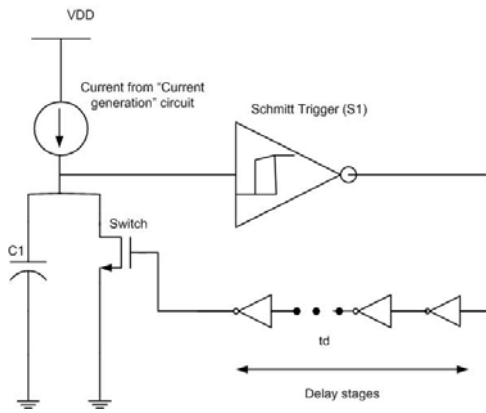 VDD
Current from “Current
generation” circuit
Schmitt Trigger (S1)
Switch
C1
td
Delay stages